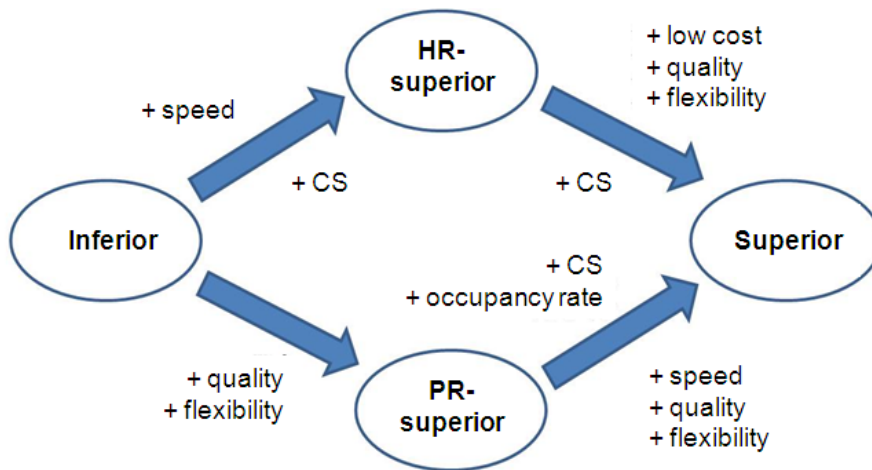 HR-
superior
+ low cost
+ quality
+ flexibility
+ speed
+ CS
+ CS
Inferior
Superior
+ CS
+ occupancy rate
+ quality
+ flexibility
PR-
superior
+ speed
+ quality
+ flexibility